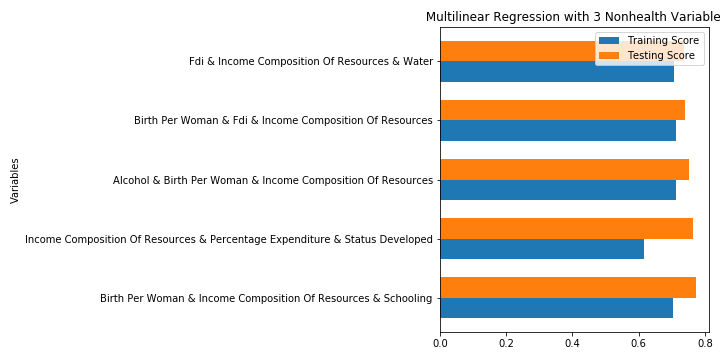 Multilinear Regression with 3 Nonhealth Variable
Training Score
Testing Score
Fdi & Income Composition Of Resources & Water
Birth Per Woman & Fdi & Income Composition Of Resources
Alcohol & Birth Per Woman & Income Composition Of Resources
Income Composition Of Resources & Percentage Expenditure & Status Developed
Birth Per Woman & Income Composition Of Resources & Schooling
Variables
0.0 0.2 0.4 0.6 0.8